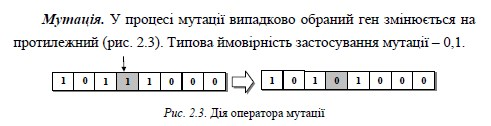 Мутація. У процесі мутації випадково обраний ген змінюється на
протилежний (рис. 2.3). Типова ймовірність застосування мутації – 0,1.
1 0 1 1 1 0 0 0 1 0 1 0 1 0 0 0
Рис. 2.3. Дія оператора мутації